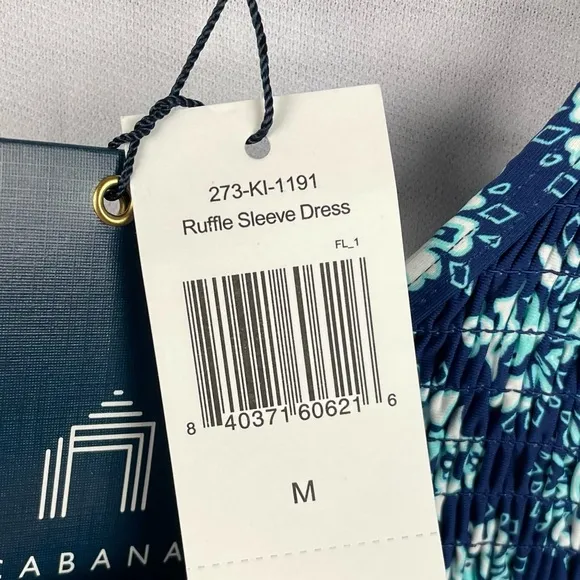 273-KI-1191
Ruffle Sleeve Dress
FL_1
8 40371 60621 6
M
CABANA